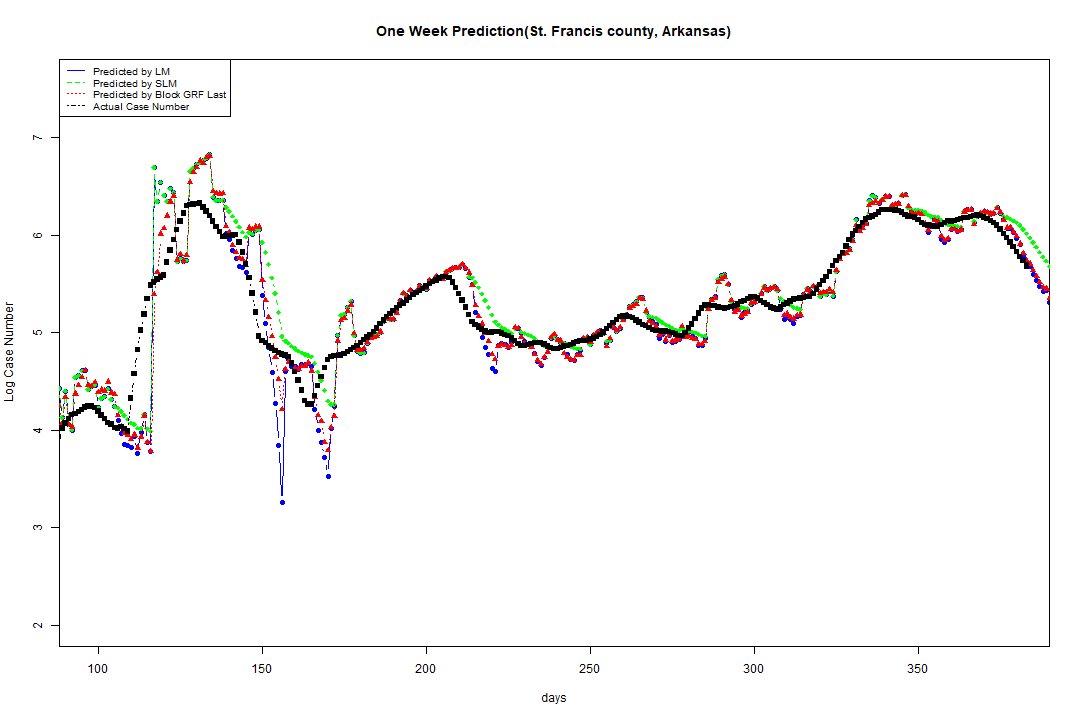 One Week Prediction(St. Francis county, Arkansas)
Predicted by LM
Predicted by SLM
Predicted by Block GRF Last
Actual Case Number
Log Case Number
7
6
5
4
3
2
100 150 200 250 300 350
days